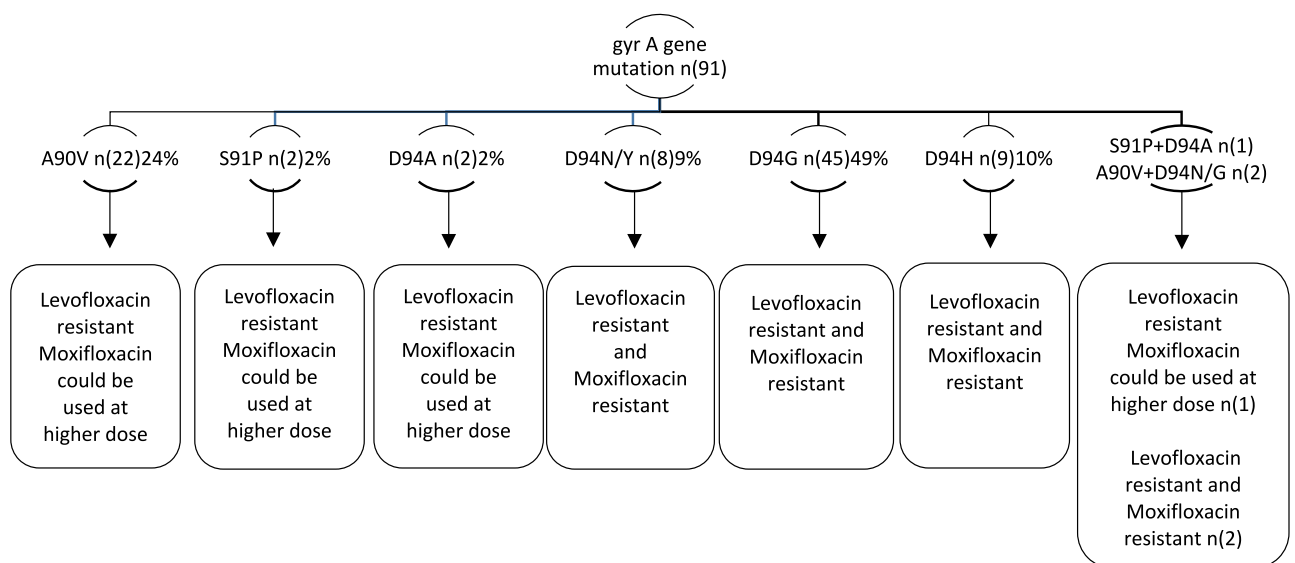 gyr A gene
mutation n(91)
A90V n(22)24%
S91P n(2)2%
D94A n(2)2%
D94N/Y n(8)9%
D94G n(45)49%
D94H n(9)10%
S91P+D94A n(1)
A90V+D94N/G n(2)
Levofloxacin
resistant
Moxifloxacin
could be
used at
higher dose
Levofloxacin
resistant
Moxifloxacin
could be
used at
higher dose
Levofloxacin
resistant
Moxifloxacin
could be
used at
higher dose
Levofloxacin
resistant
and
Moxifloxacin
resistant
Levofloxacin
resistant and
Moxifloxacin
resistant
Levofloxacin
resistant and
Moxifloxacin
resistant
Levofloxacin
resistant
Moxifloxacin
could be used at
higher dose n(1)
Levofloxacin
resistant and
Moxifloxacin
resistant n(2)